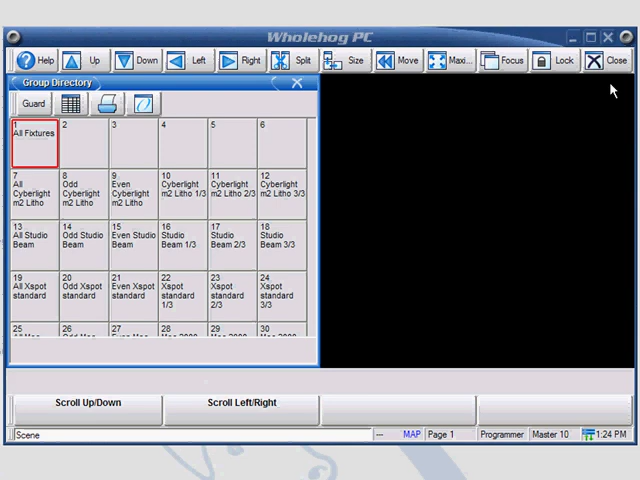 Wholehog PC
Help Up Down Left Right Split Size Move Maxi... Focus Lock Close
Group Directory
Guard
1 2 3 4 5 6
All Fixtures
7 8 9 10 11 12
All Cyberlight m2 Litho
Odd Cyberlight m2 Litho
Even Cyberlight m2 Litho
Cyberlight m2 Litho 1/3
Cyberlight m2 Litho 2/3
Cyberlight m2 Litho 3/3
13 14 15 16 17 18
All Studio Beam
Odd Studio Beam
Even Studio Beam
Studio Beam 1/3
Studio Beam 2/3
Studio Beam 3/3
19 20 21 22 23 24
All Xspot standard
Odd Xspot standard
Even Xspot standard
Xspot standard 1/3
Xspot standard 2/3
Xspot standard 3/3
25 26 27 28 29 30
Scroll Up/Down Scroll Left/Right
Scene --- MAP Page 1 Programmer Master 10 1:24 PM